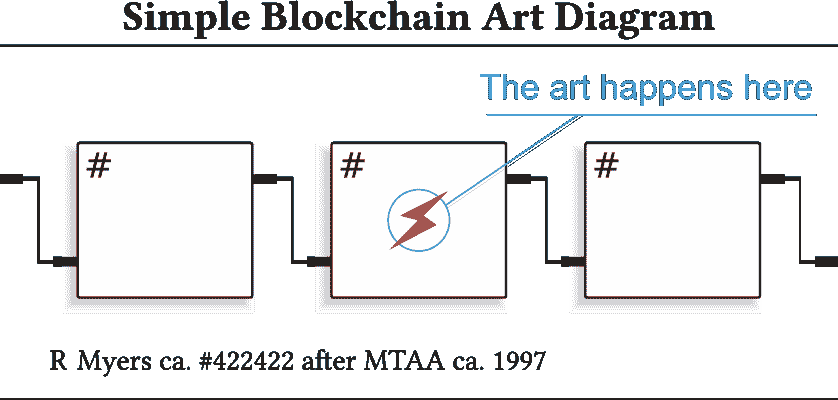 Simple Blockchain Art Diagram
The art happens here
#
#
#
R Myers ca. #422422 after MTAA ca. 1997